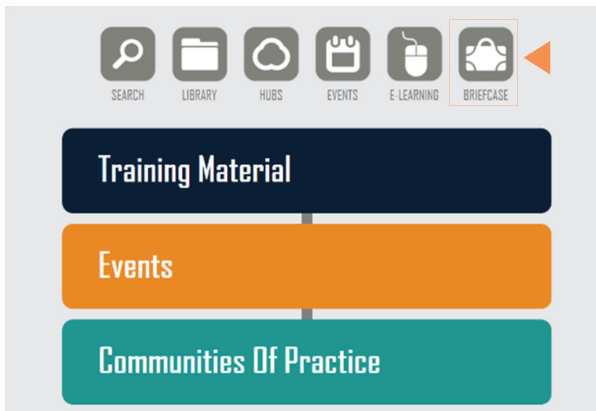 SEARCH LIBRARY HUBS EVENTS E-LEARNING BRIEFCASE
Training Material
Events
Communities Of Practice